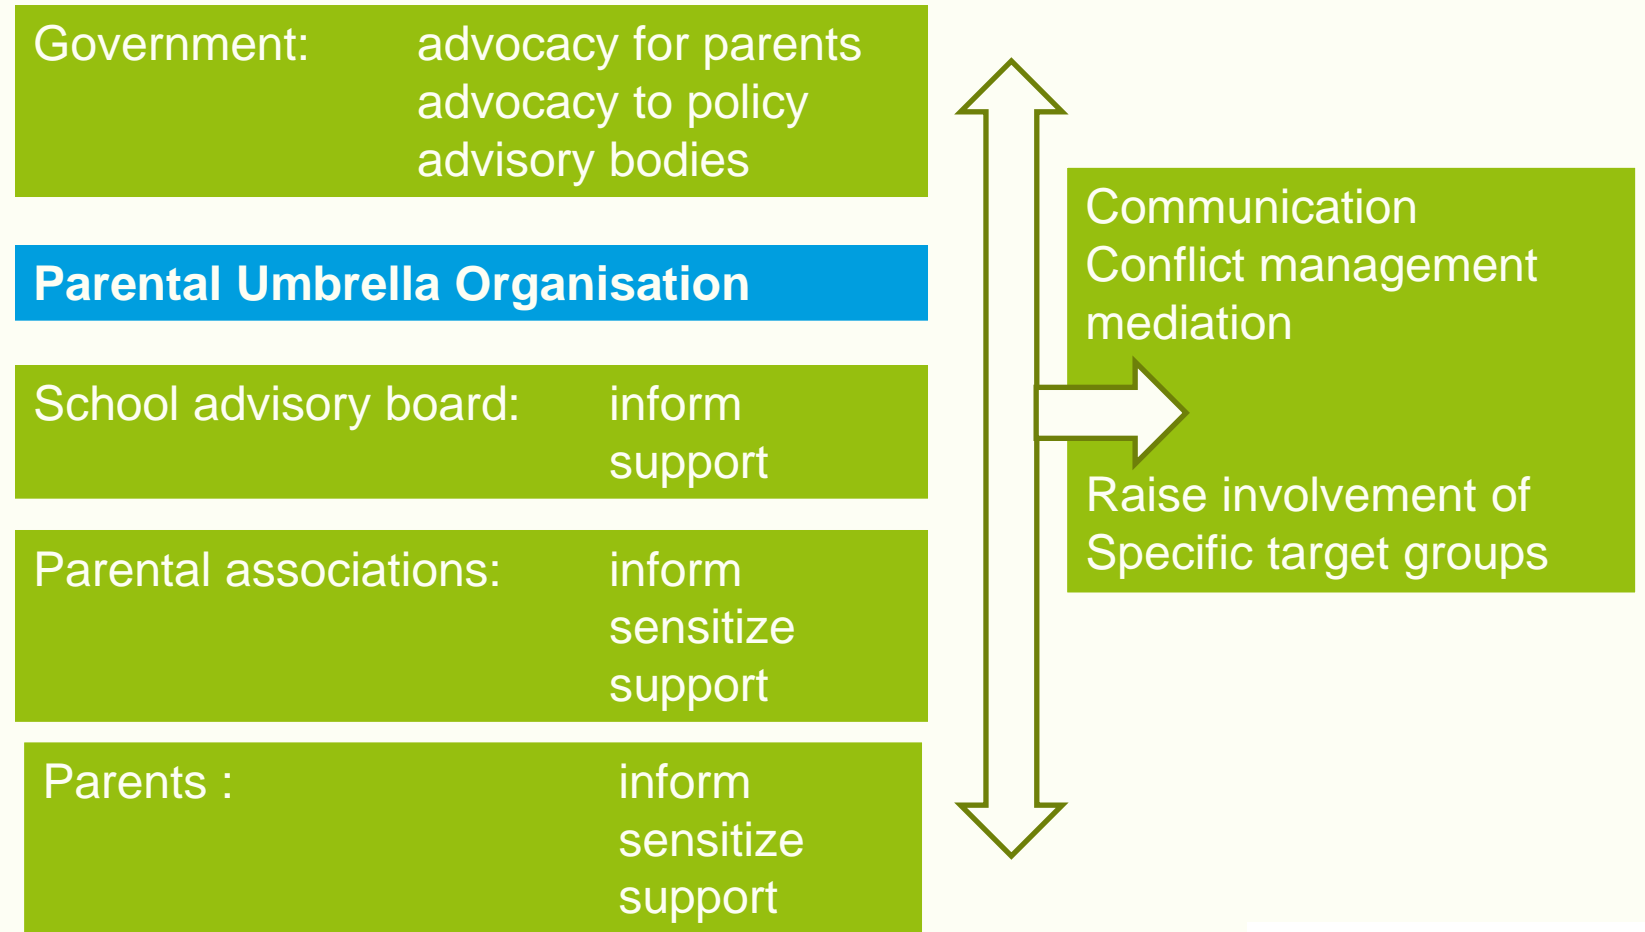 Government: advocacy for parents
advocacy to policy
advisory bodies
Parental Umbrella Organisation
School advisory board: inform
support
Parental associations: inform
sensitize
support
Parents : inform
sensitize
support
Communication
Conflict management
mediation
Raise involvement of
Specific target groups